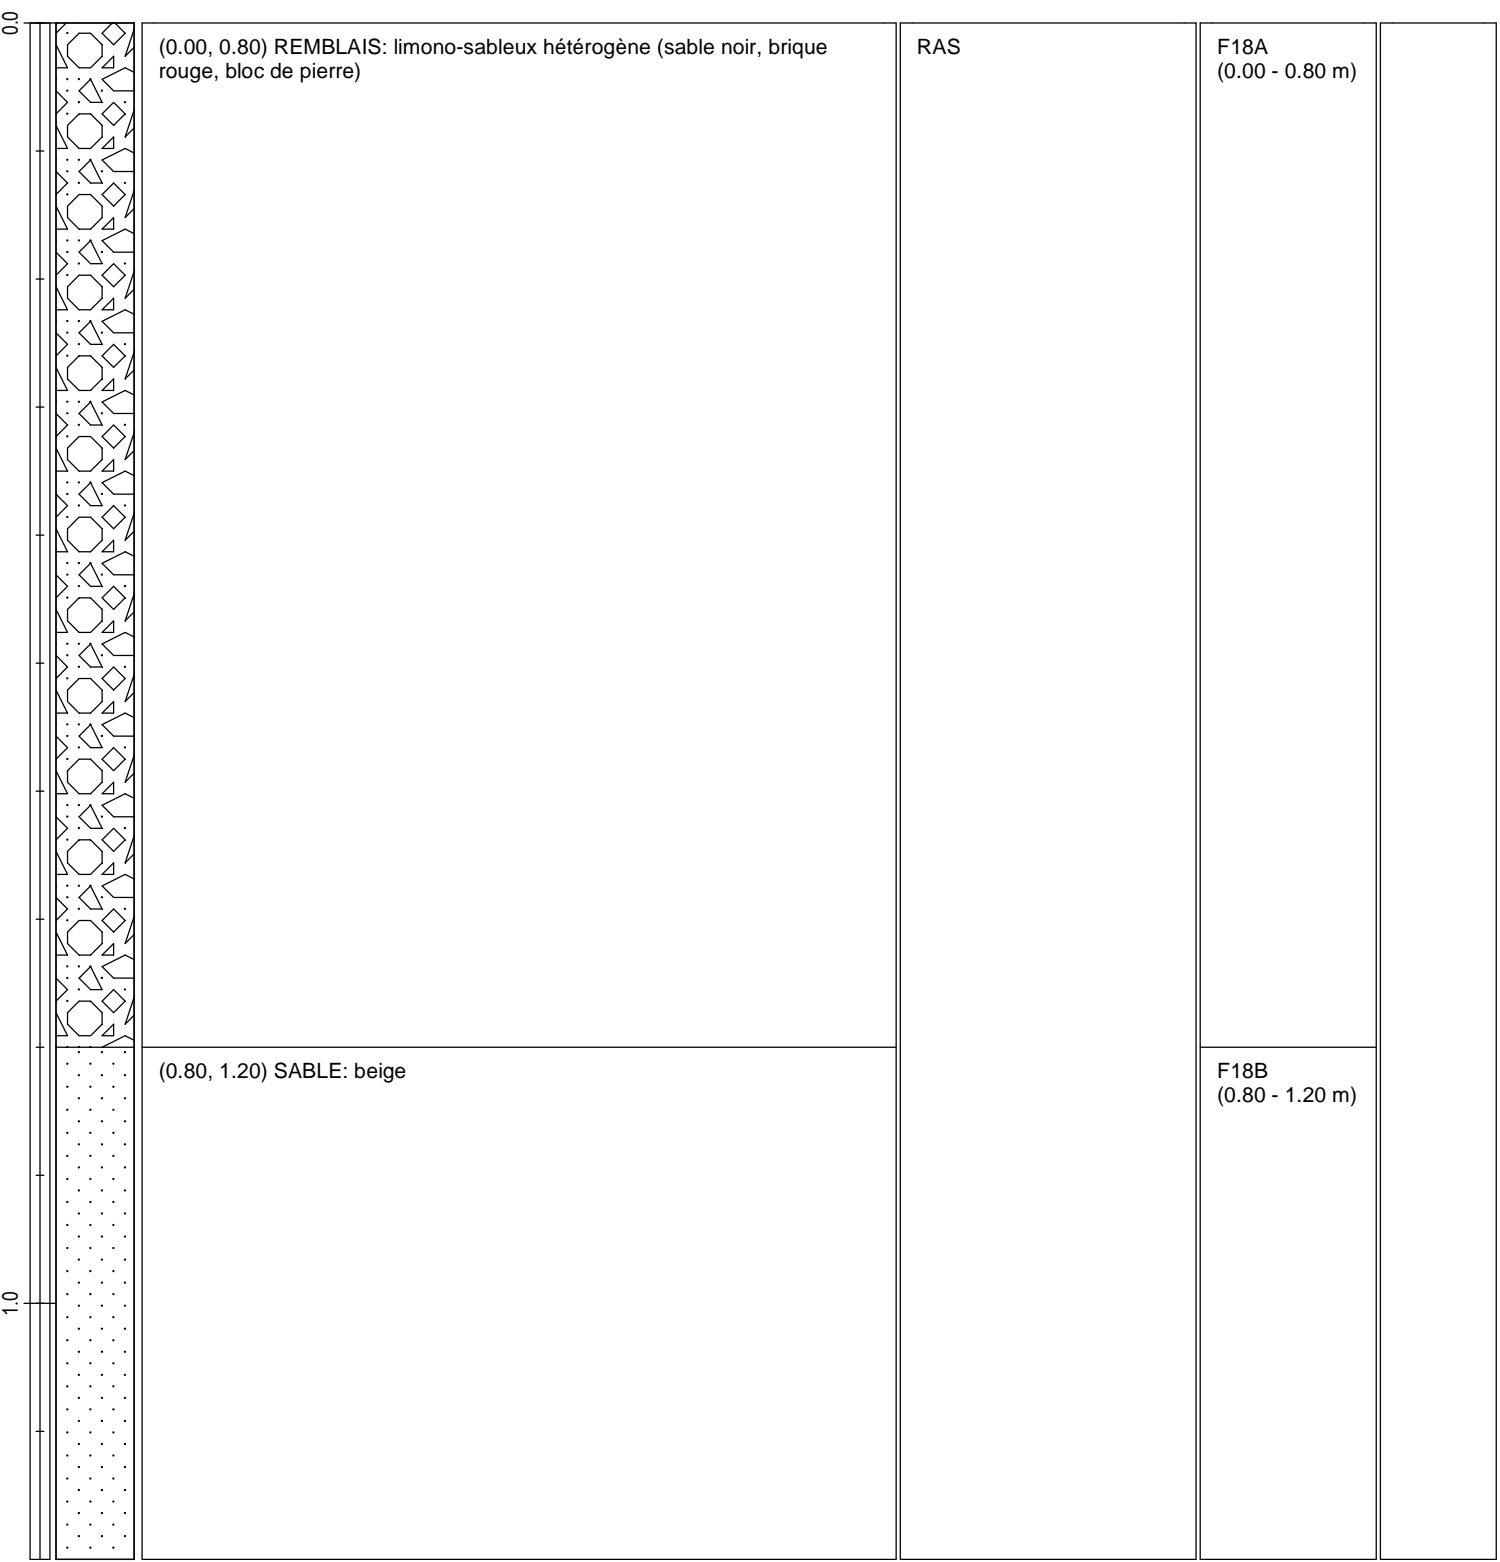 0.0
(0.00, 0.80) REMBLAIS: limono-sableux hétérogène (sable noir, brique
rouge, bloc de pierre)
RAS
F18A
(0.00 - 0.80 m)
(0.80, 1.20) SABLE: beige
F18B
(0.80 - 1.20 m)
1.0